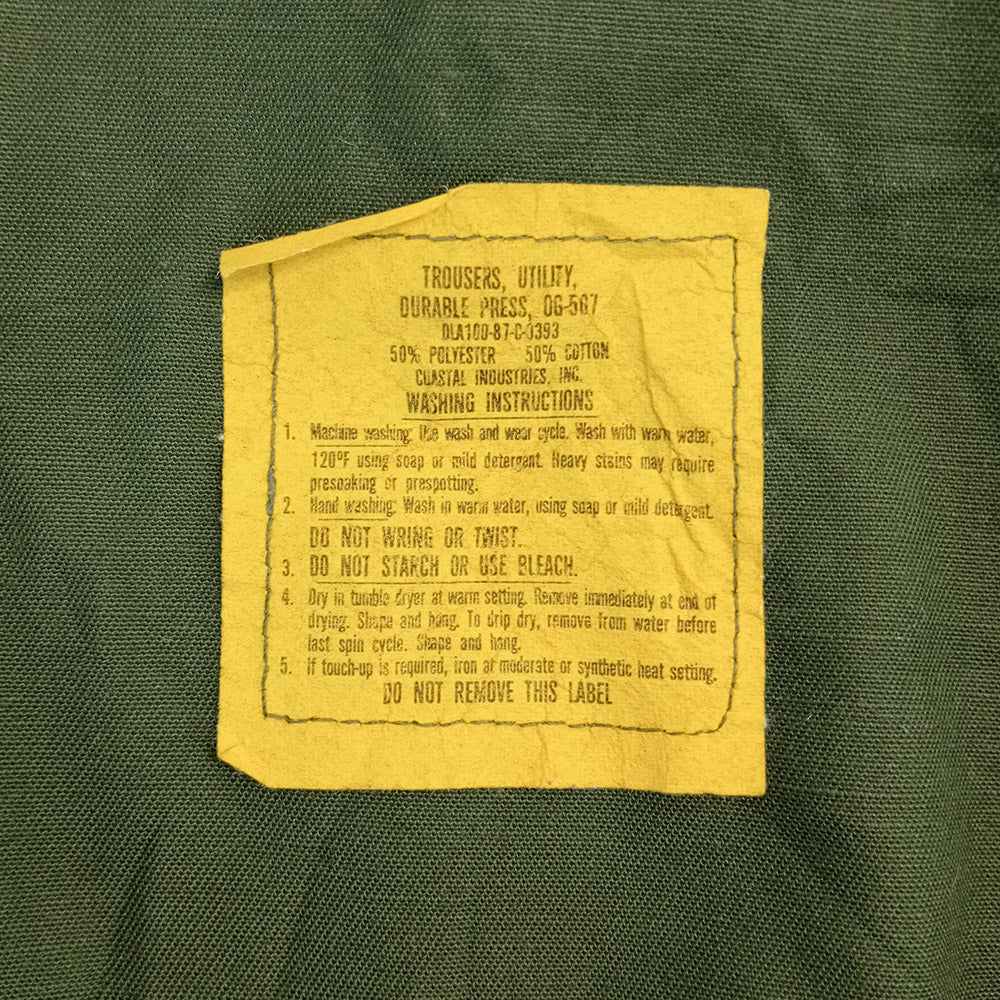 TROUSERS, UTILITY,
DURABLE PRESS, OG-507
DLA100-87-C-0393
50% POLYESTER 50% COTTON
COASTAL INDUSTRIES, INC.
WASHING INSTRUCTIONS
1. Machine washing: Use wash and wear cycle. Wash with warm water,
120°F using soap or mild detergent. Heavy stains may require
presoaking or prespotting.
2. Hand washing: Wash in warm water, using soap or mild detergent.
DO NOT WRING OR TWIST.
3. DO NOT STARCH OR USE BLEACH.
4. Dry in tumble dryer at warm setting. Remove immediately at end of
drying. Shape and hang. To drip dry, remove from water before
last spin cycle. Shape and hang.
5. If touch-up is required, iron at moderate or synthetic heat setting.
DO NOT REMOVE THIS LABEL